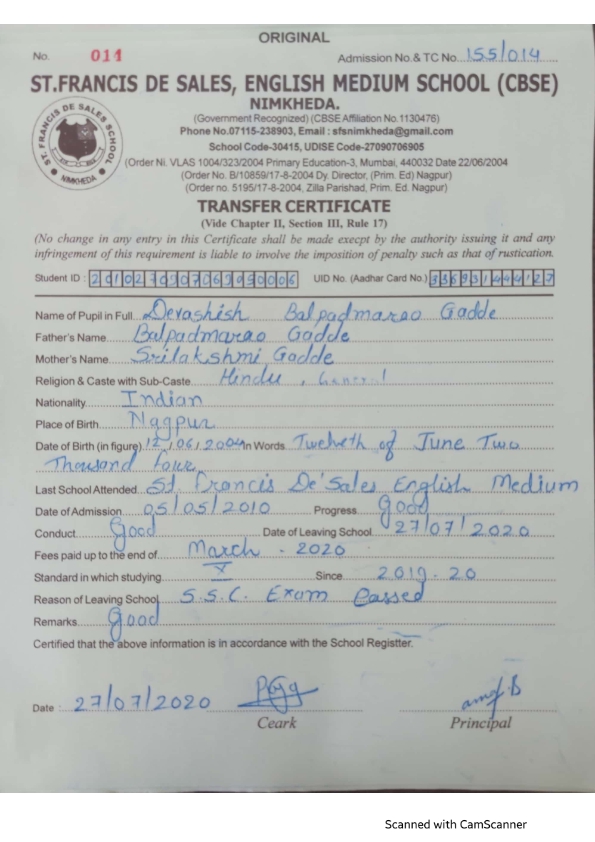 ORIGINAL
No. 011
Admission No.& TC No. 155/014
ST.FRANCIS DE SALES, ENGLISH MEDIUM SCHOOL (CBSE)
NIMKHEDA.
ST. FRANCIS DE SALES SCHOOL
NIMKHEDA
(Government Recognized) (CBSE Affiliation No.1130476)
Phone No.07115-238903, Email : sfsnimkheda@gmail.com
School Code-30415, UDISE Code-27090706905
(Order Ni. VLAS 1004/323/2004 Primary Education-3, Mumbai, 440032 Date 22/06/2004
(Order No. B/10859/17-8-2004 Dy. Director, (Prim. Ed) Nagpur)
(Order no. 5195/17-8-2004, Zilla Parishad, Prim. Ed. Nagpur)
TRANSFER CERTIFICATE
(Vide Chapter II, Section III, Rule 17)
(No change in any entry in this Certificate shall be made execpt by the authority issuing it and any
infringement of this requirement is liable to involve the imposition of penalty such as that of rustication.
Student ID : UID No. (Aadhar Card No.)
Name of Pupil in Full Devashish Balpadmarao Gadde
Father's Name Balpadmarao Gadde
Mother's Name Srilakshmi Gadde
Religion & Caste with Sub-Caste Hindu , General
Nationality Indian
Place of Birth Nagpur
Date of Birth (in figure) 12/06/2004 In Words Twelveth of June Two
Thousand Four
Last School Attended St. Francis De'Sales English Medium
Date of Admission 05/05/2010 Progress good
Conduct Good Date of Leaving School 27/07/2020
Fees paid up to the end of March - 2020
Standard in which studying X Since 2019-20
Reason of Leaving School S.S.C. Exam Passed
Remarks Good
Certified that the above information is in accordance with the School Registter.
Date : 27/07/2020
Ceark Principal
Scanned with CamScanner